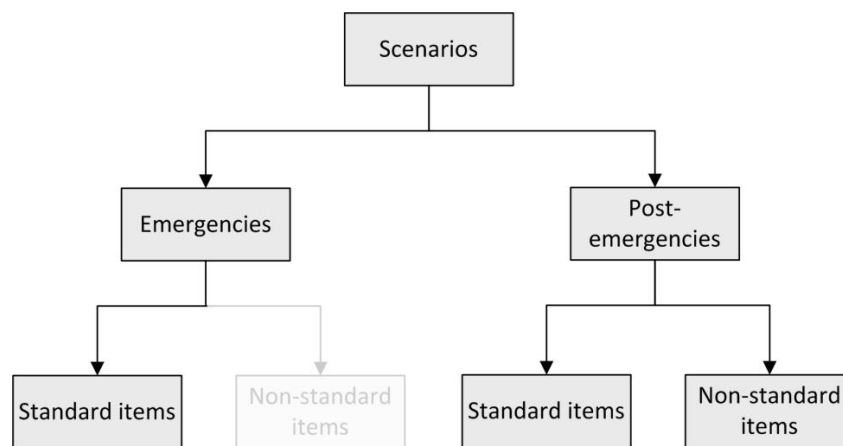 Scenarios
Emergencies
Post-
emergencies
Standard items
Non-standard
items
Standard items
Non-standard
items